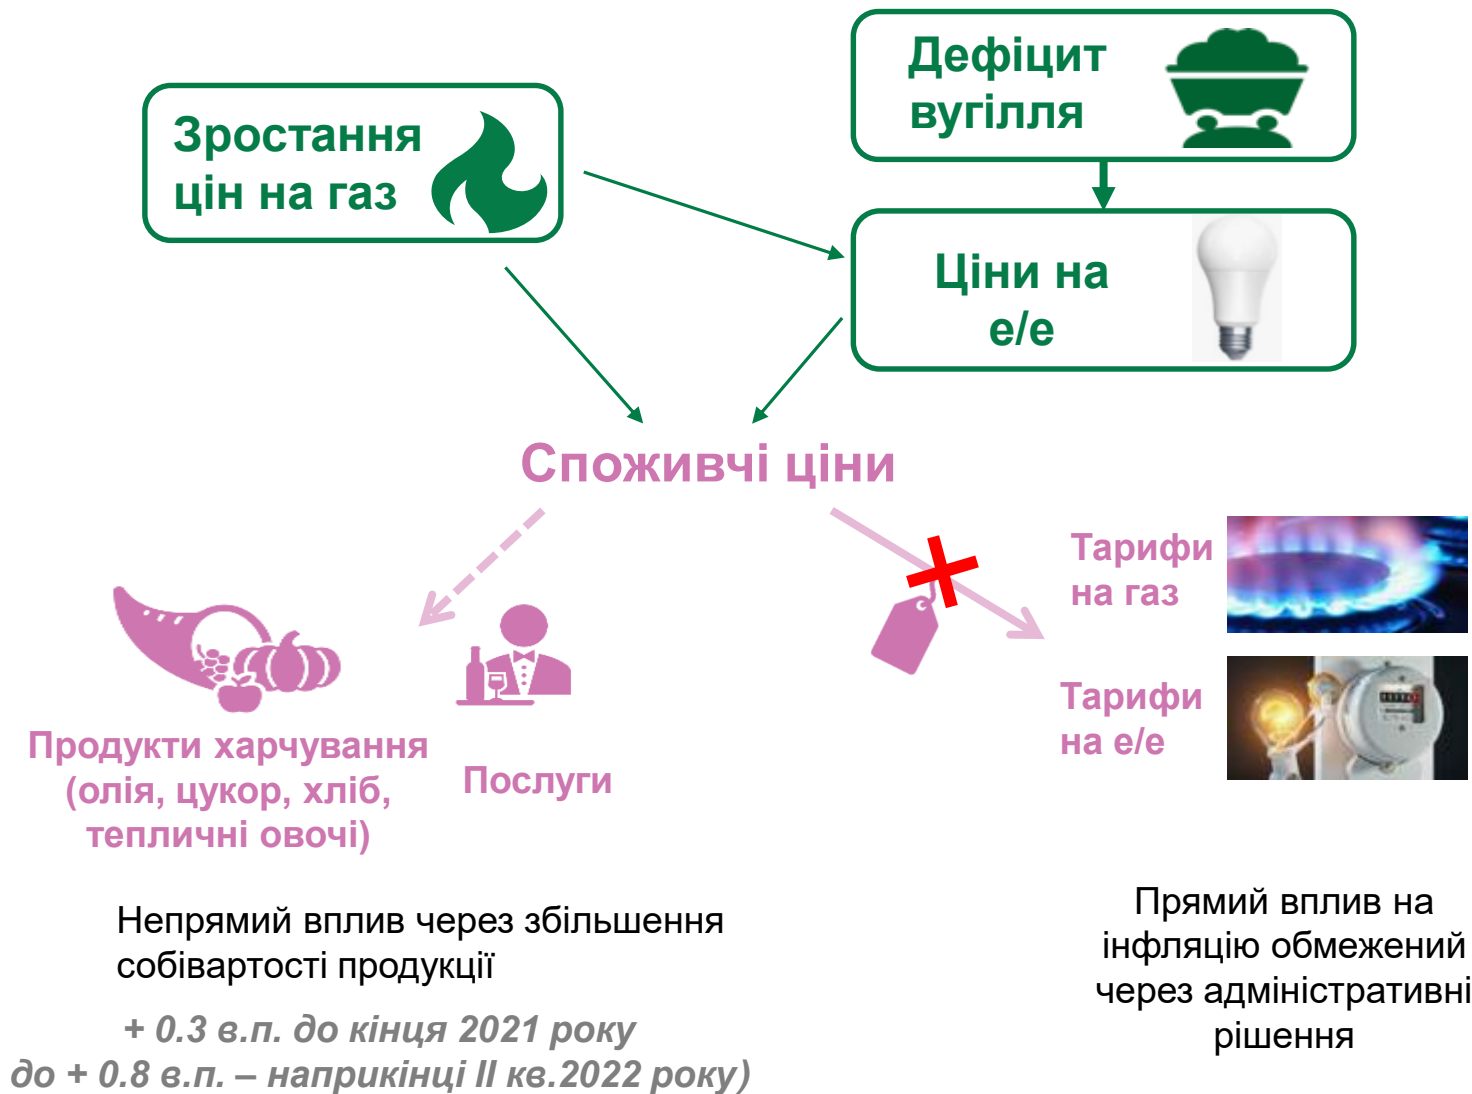 Дефіцит
вугілля
Зростання
цін на газ
Ціни на
е/е
Споживчі ціни
Тарифи
на газ
Тарифи
на е/е
Продукти харчування
(олія, цукор, хліб,
тепличні овочі)
Послуги
Непрямий вплив через збільшення
собівартості продукції
+ 0.3 в.п. до кінця 2021 року
до + 0.8 в.п. – наприкінці ІІ кв.2022 року)
Прямий вплив на
інфляцію обмежений
через адміністративні
рішення